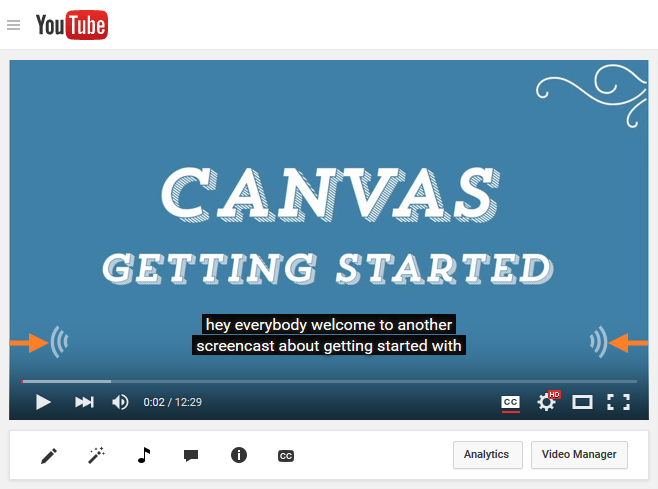 YouTube
CANVAS
GETTING STARTED
hey everybody welcome to another
screencast about getting started with
0:02 / 12:29
CC
HD
CC
Analytics
Video Manager